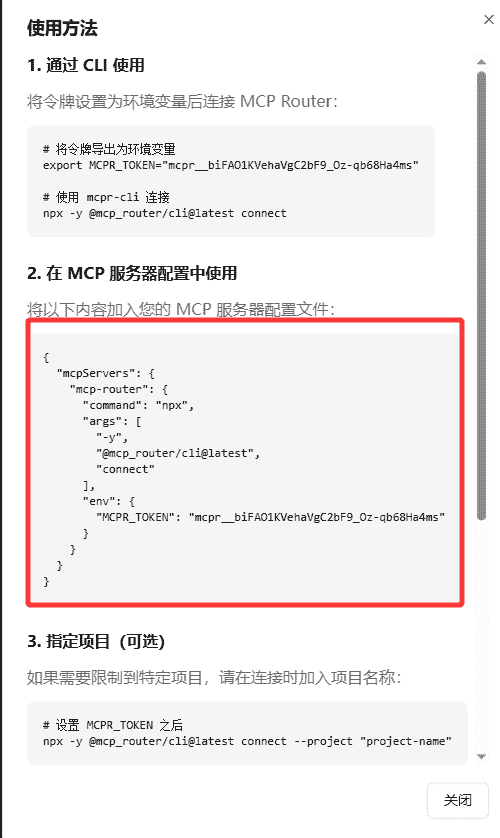 使用方法
1. 通过 CLI 使用
将令牌设置为环境变量后连接 MCP Router：
# 将令牌导出为环境变量
export MCPR_TOKEN="mcpr__biFAO1KVehaVgC2bF9_Oz-qb68Ha4ms"
# 使用 mcpr-cli 连接
npx -y @mcp_router/cli@latest connect
2. 在 MCP 服务器配置中使用
将以下内容加入您的 MCP 服务器配置文件：
{
  "mcpServers": {
    "mcp-router": {
      "command": "npx",
      "args": [
        "-y",
        "@mcp_router/cli@latest",
        "connect"
      ],
      "env": {
        "MCPR_TOKEN": "mcpr__biFAO1KVehaVgC2bF9_Oz-qb68Ha4ms"
      }
    }
  }
}
3. 指定项目（可选）
如果需要限制到特定项目，请在连接时加入项目名称：
# 设置 MCPR_TOKEN 之后
npx -y @mcp_router/cli@latest connect --project "project-name"
关闭